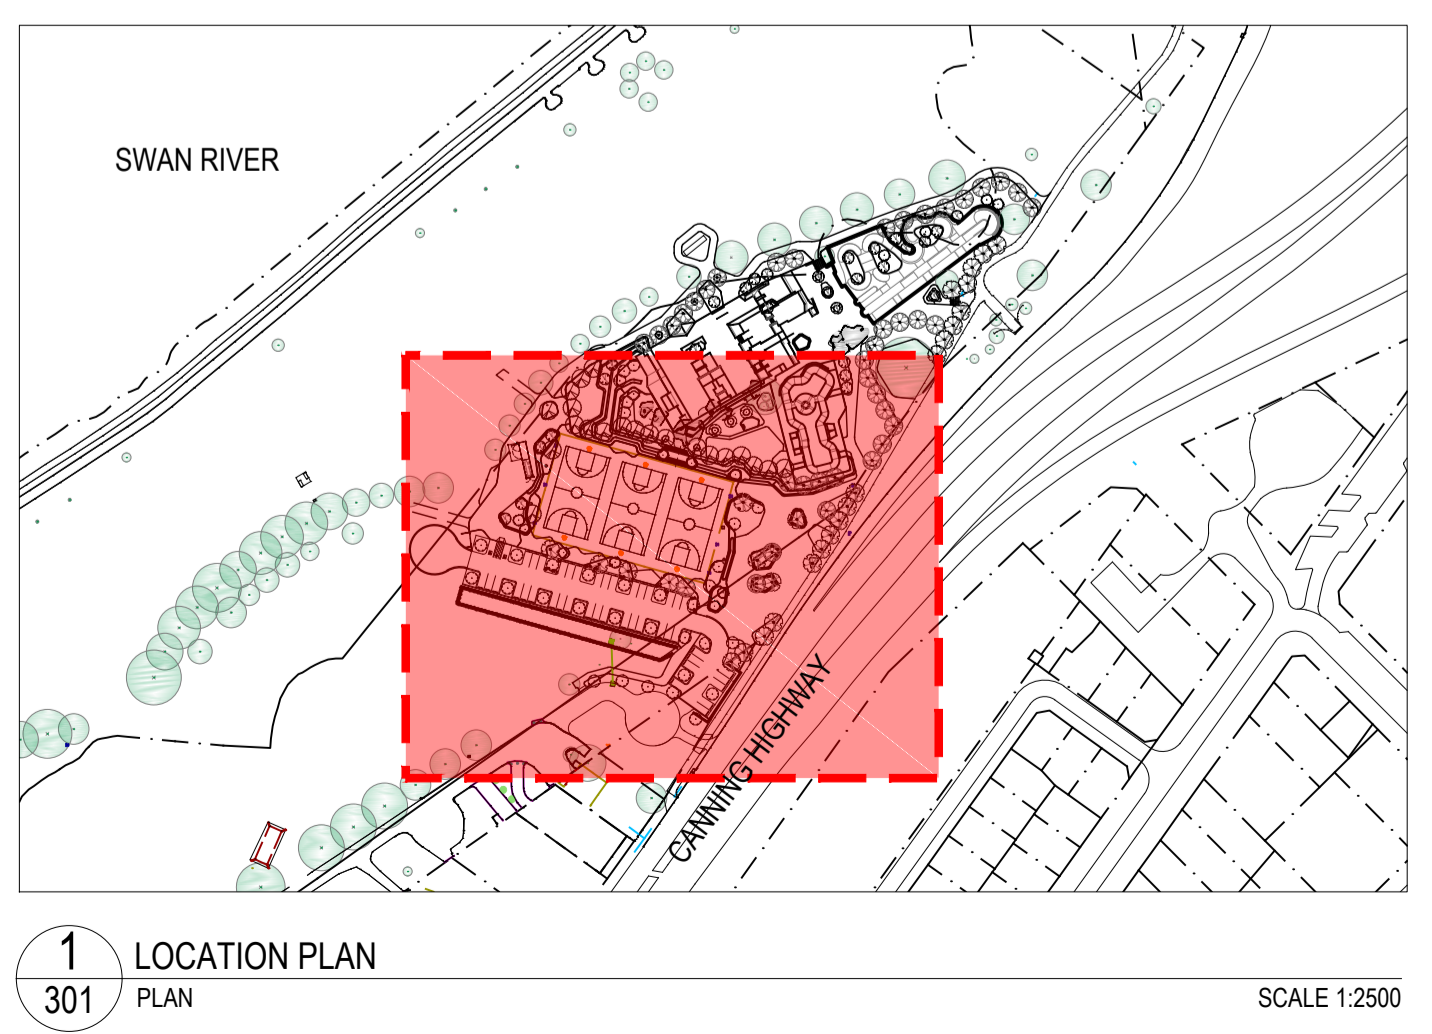 SWAN RIVER
CANNING HIGHWAY
1
LOCATION PLAN
301
PLAN
SCALE 1:2500